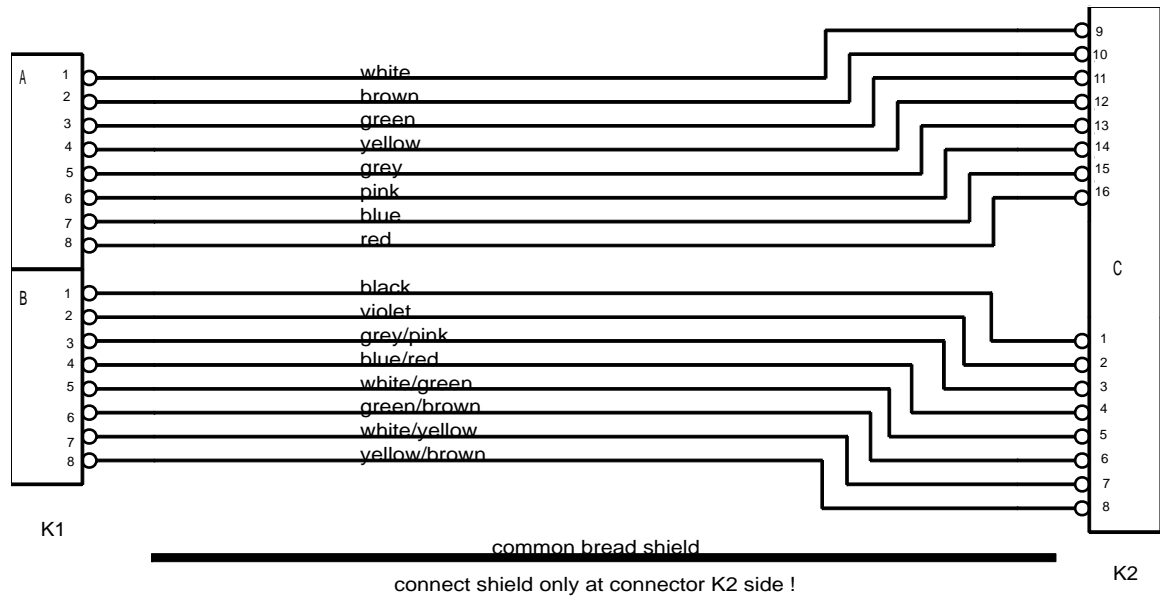 A
1 white 9
2 brown 10
3 green 11
4 yellow 12
5 grey 13
6 pink 14
7 blue 15
8 red 16
C
B
1 black 1
2 violet 2
3 grey/pink 3
4 blue/red 4
5 white/green 5
6 green/brown 6
7 white/yellow 7
8 yellow/brown 8
K1
common bread shield
connect shield only at connector K2 side !
K2